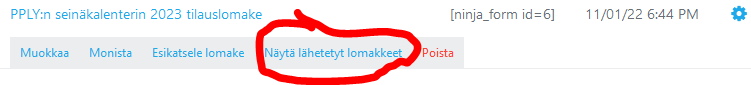 PPLY:n seinäkalenterin 2023 tilauslomake [ninja_form id=6] 11/01/22 6:44 PM
Muokkaa Monista Esikatsele lomake Näytä lähetetyt lomakkeet Poista